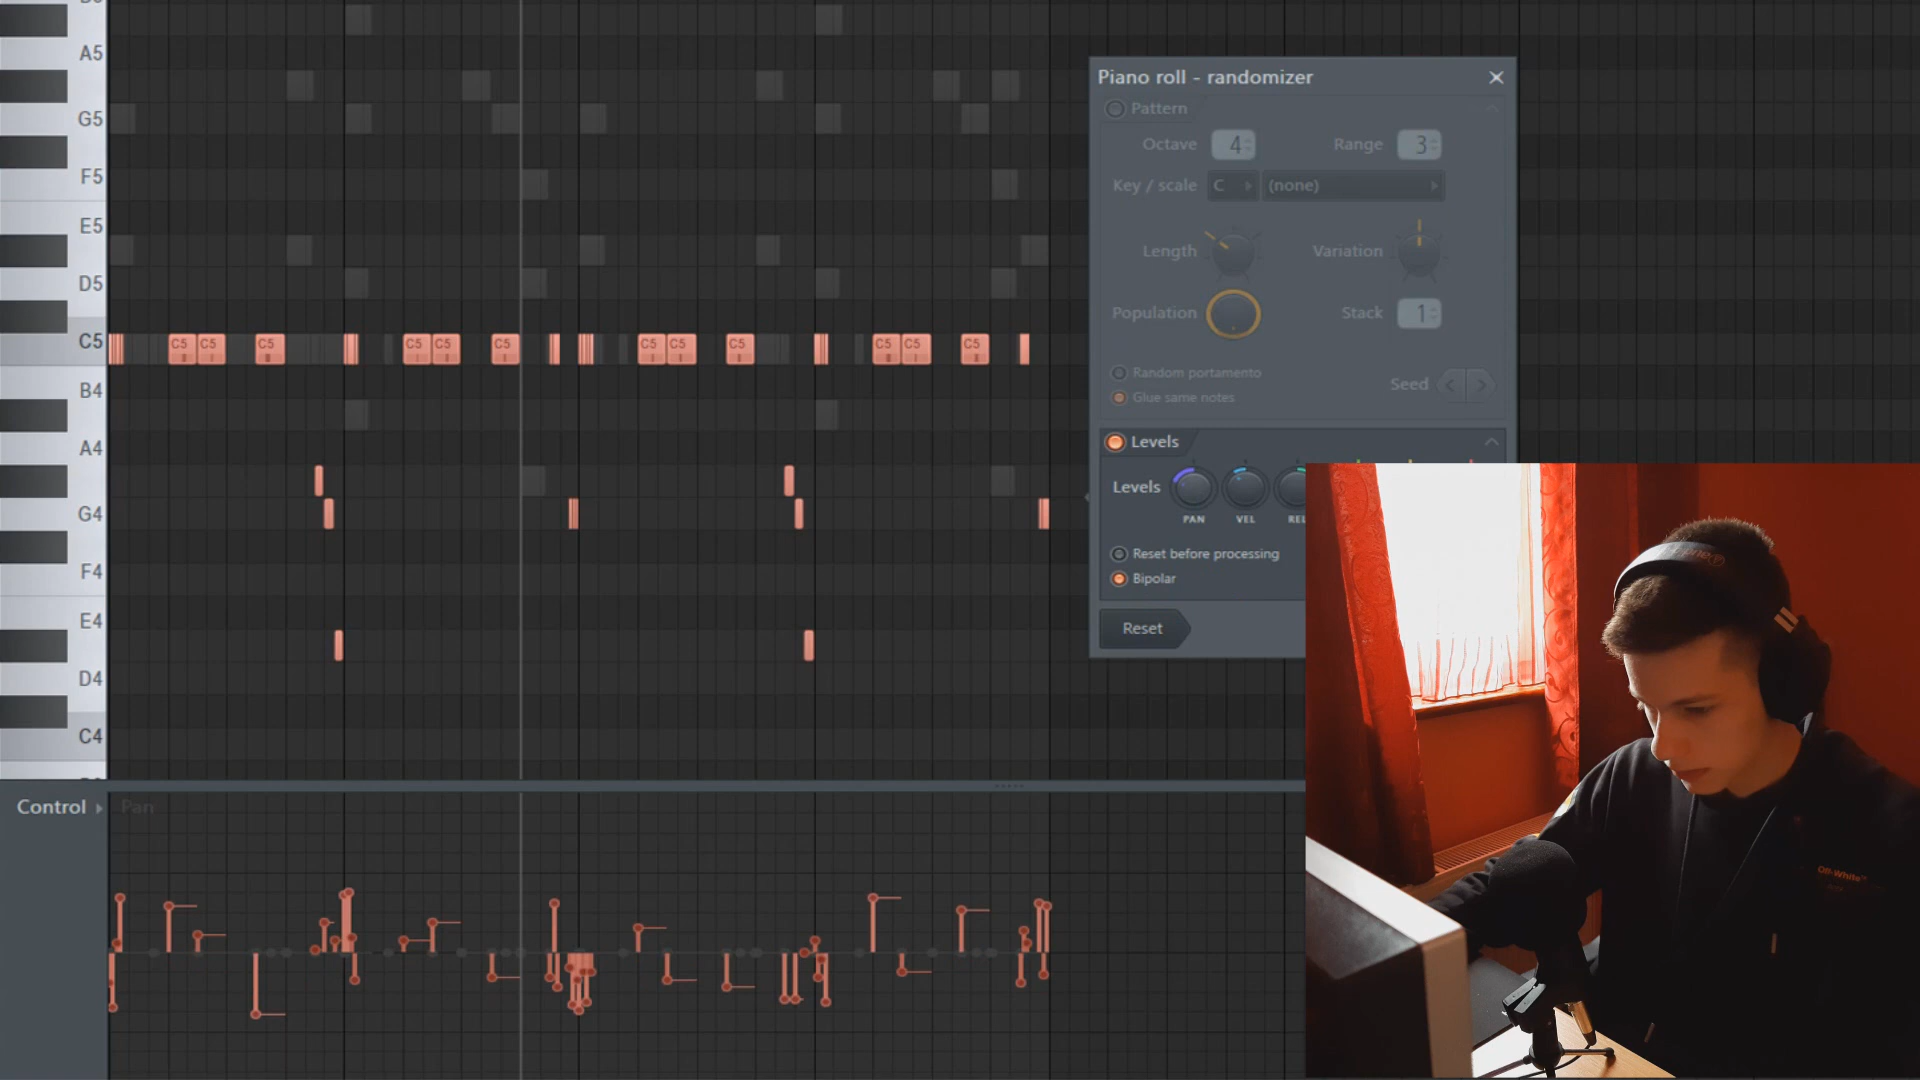 Piano roll - randomizer
Pattern
Octave 4 Range 3
Key / scale C (none)
Length Variation
Population Stack 1
Random portamento
Glue same notes
Seed
Levels
Levels
PAN VEL REL
Reset before processing
Bipolar
Reset
A5
G5
F5
E5
D5
C5
B4
A4
G4
F4
E4
D4
C4
C5 C5 C5 C5 C5 C5 C5 C5 C5 C5 C5 C5
Control Pan
Off-White™